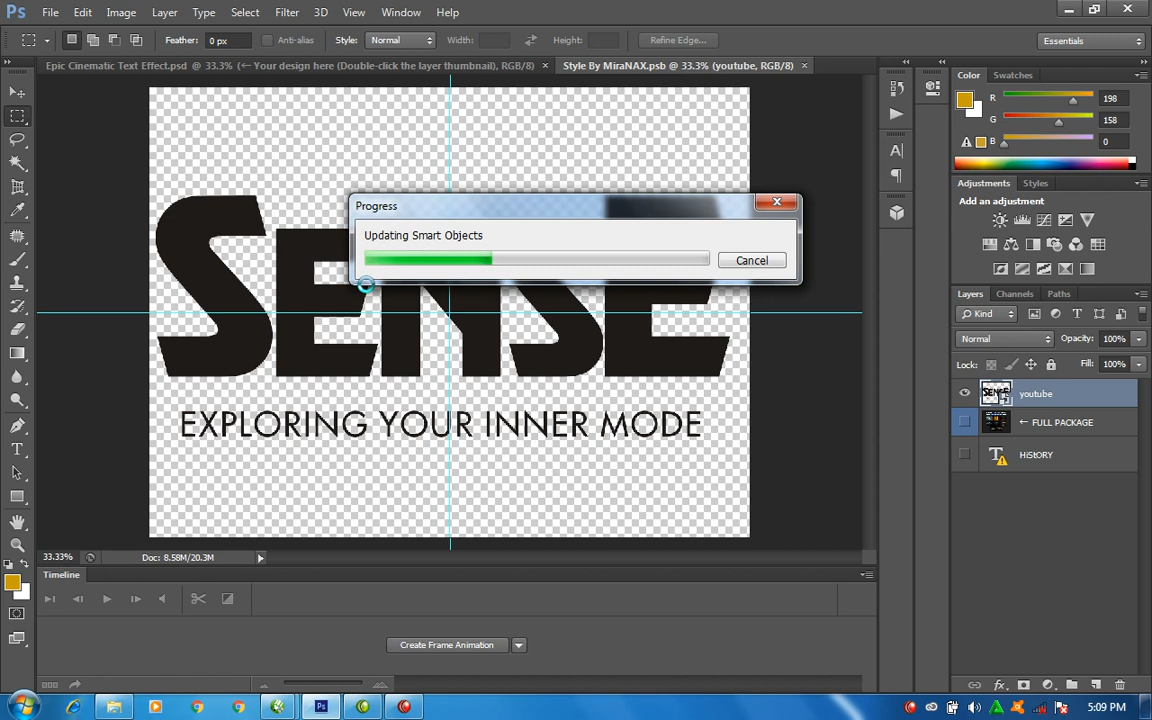 Ps File Edit Image Layer Type Select Filter 3D View Window Help
Feather: 0 px Anti-alias Style: Normal Width: Height: Refine Edge... Essentials
Epic Cinematic Text Effect.psd @ 33.3% (← Your design here (Double-click the layer thumbnail), RGB/8) × Style By MiraNAX.psb @ 33.3% (youtube, RGB/8) ×
Color Swatches
R 198
G 158
B 0
Adjustments Styles
Add an adjustment
Progress
Updating Smart Objects
Cancel
SENSE
EXPLORING YOUR INNER MODE
Layers Channels Paths
Kind
Normal Opacity: 100%
Lock: Fill: 100%
youtube
← FULL PACKAGE
HiStORY
33.33% Doc: 8.58M/20.3M
Timeline
Create Frame Animation
fx
5:09 PM